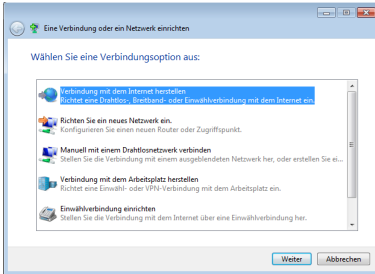 Eine Verbindung oder ein Netzwerk einrichten
Wählen Sie eine Verbindungsoption aus:
Verbindung mit dem Internet herstellen
Richtet eine Drahtlos-, Breitband- oder Einwählverbindung mit dem Internet ein.
Richten Sie ein neues Netzwerk ein.
Konfigurieren Sie einen neuen Router oder Zugriffspunkt.
Manuell mit einem Drahtlosnetzwerk verbinden
Stellen Sie die Verbindung mit einem ausgeblendeten Netzwerk her, oder erstellen Sie ei...
Verbindung mit dem Arbeitsplatz herstellen
Richtet eine Einwähl- oder VPN-Verbindung mit dem Arbeitsplatz ein.
Einwählverbindung einrichten
Stellen Sie die Verbindung mit dem Internet über eine Einwählverbindung her.
Weiter Abbrechen